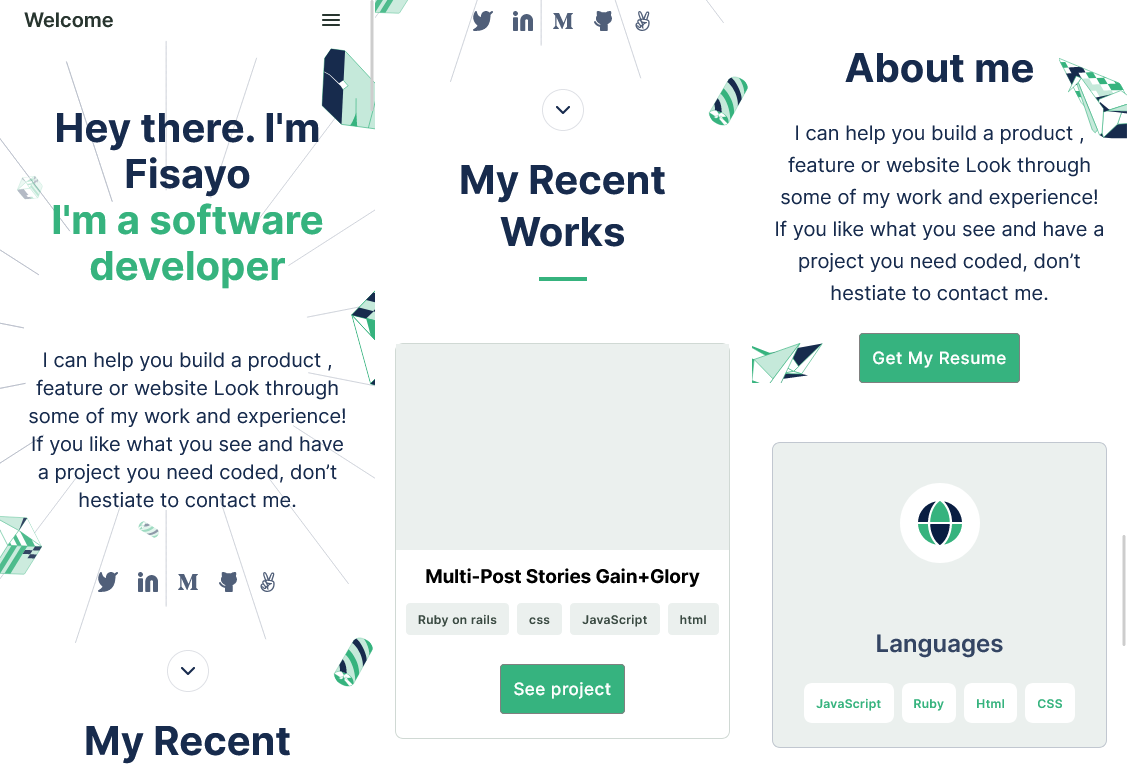 Welcome
Hey there. I'm
Fisayo
I'm a software
developer
I can help you build a product ,
feature or website Look through
some of my work and experience!
If you like what you see and have
a project you need coded, don't
hestiate to contact me.
My Recent
My Recent
Works
Multi-Post Stories Gain+Glory
Ruby on rails css JavaScript html
See project
About me
I can help you build a product ,
feature or website Look through
some of my work and experience!
If you like what you see and have a
project you need coded, don't
hestiate to contact me.
Get My Resume
Languages
JavaScript Ruby Html CSS